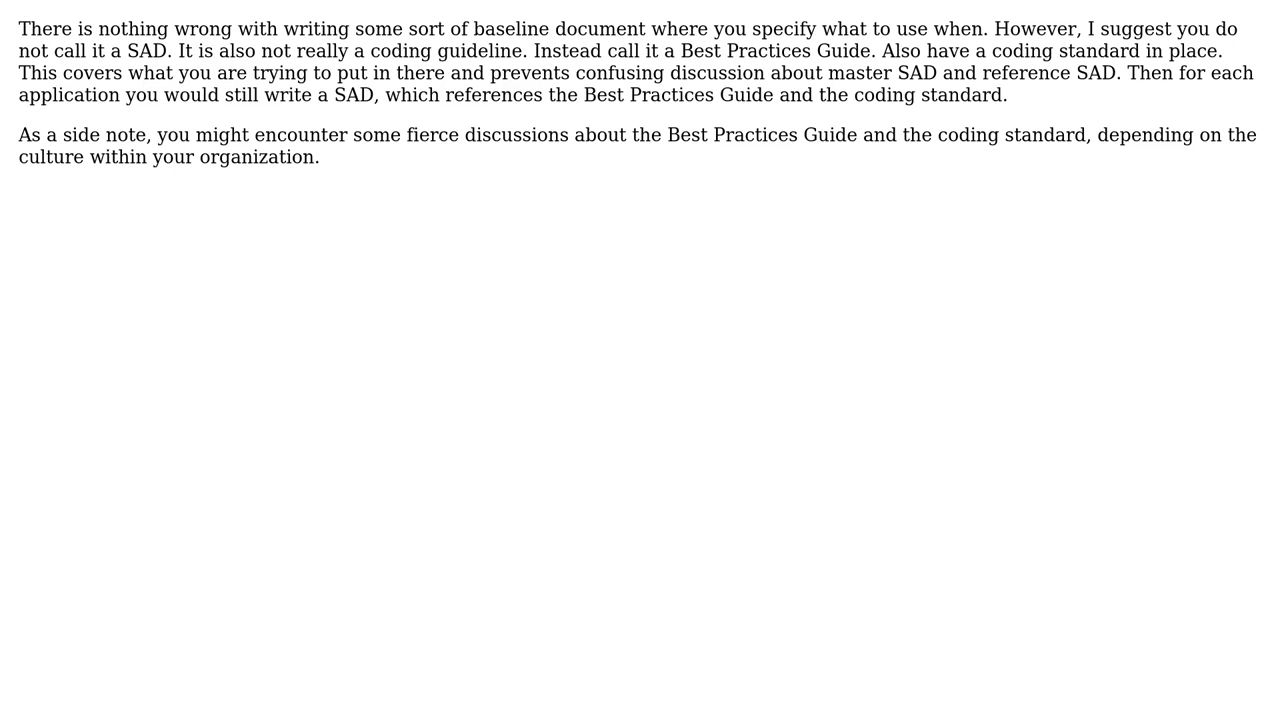 There is nothing wrong with writing some sort of baseline document where you specify what to use when. However, I suggest you do
not call it a SAD. It is also not really a coding guideline. Instead call it a Best Practices Guide. Also have a coding standard in place.
This covers what you are trying to put in there and prevents confusing discussion about master SAD and reference SAD. Then for each
application you would still write a SAD, which references the Best Practices Guide and the coding standard.
As a side note, you might encounter some fierce discussions about the Best Practices Guide and the coding standard, depending on the
culture within your organization.